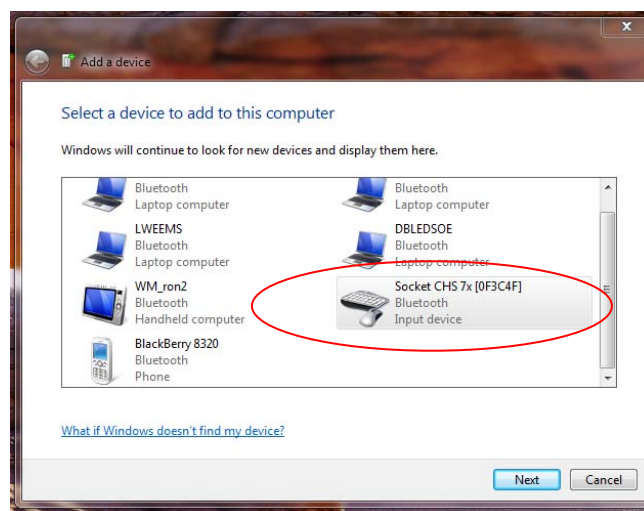 x
Add a device
Select a device to add to this computer
Windows will continue to look for new devices and display them here.
Bluetooth
Laptop computer
Bluetooth
Laptop computer
LWEEMS
Bluetooth
Laptop computer
DBLEDSOE
Bluetooth
Laptop computer
WM_ron2
Bluetooth
Handheld computer
Socket CHS 7x [0F3C4F]
Bluetooth
Input device
BlackBerry 8320
Bluetooth
Phone
What if Windows doesn't find my device?
Next
Cancel